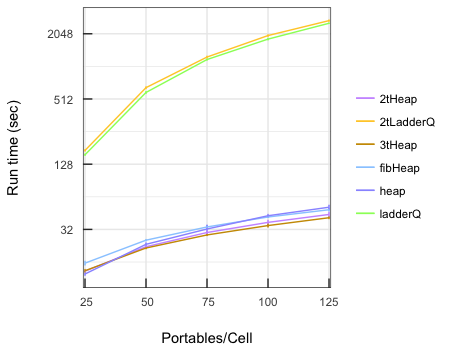 2048
512
128
32
Run time (sec)
25 50 75 100 125
Portables/Cell
2tHeap
2tLadderQ
3tHeap
fibHeap
heap
ladderQ